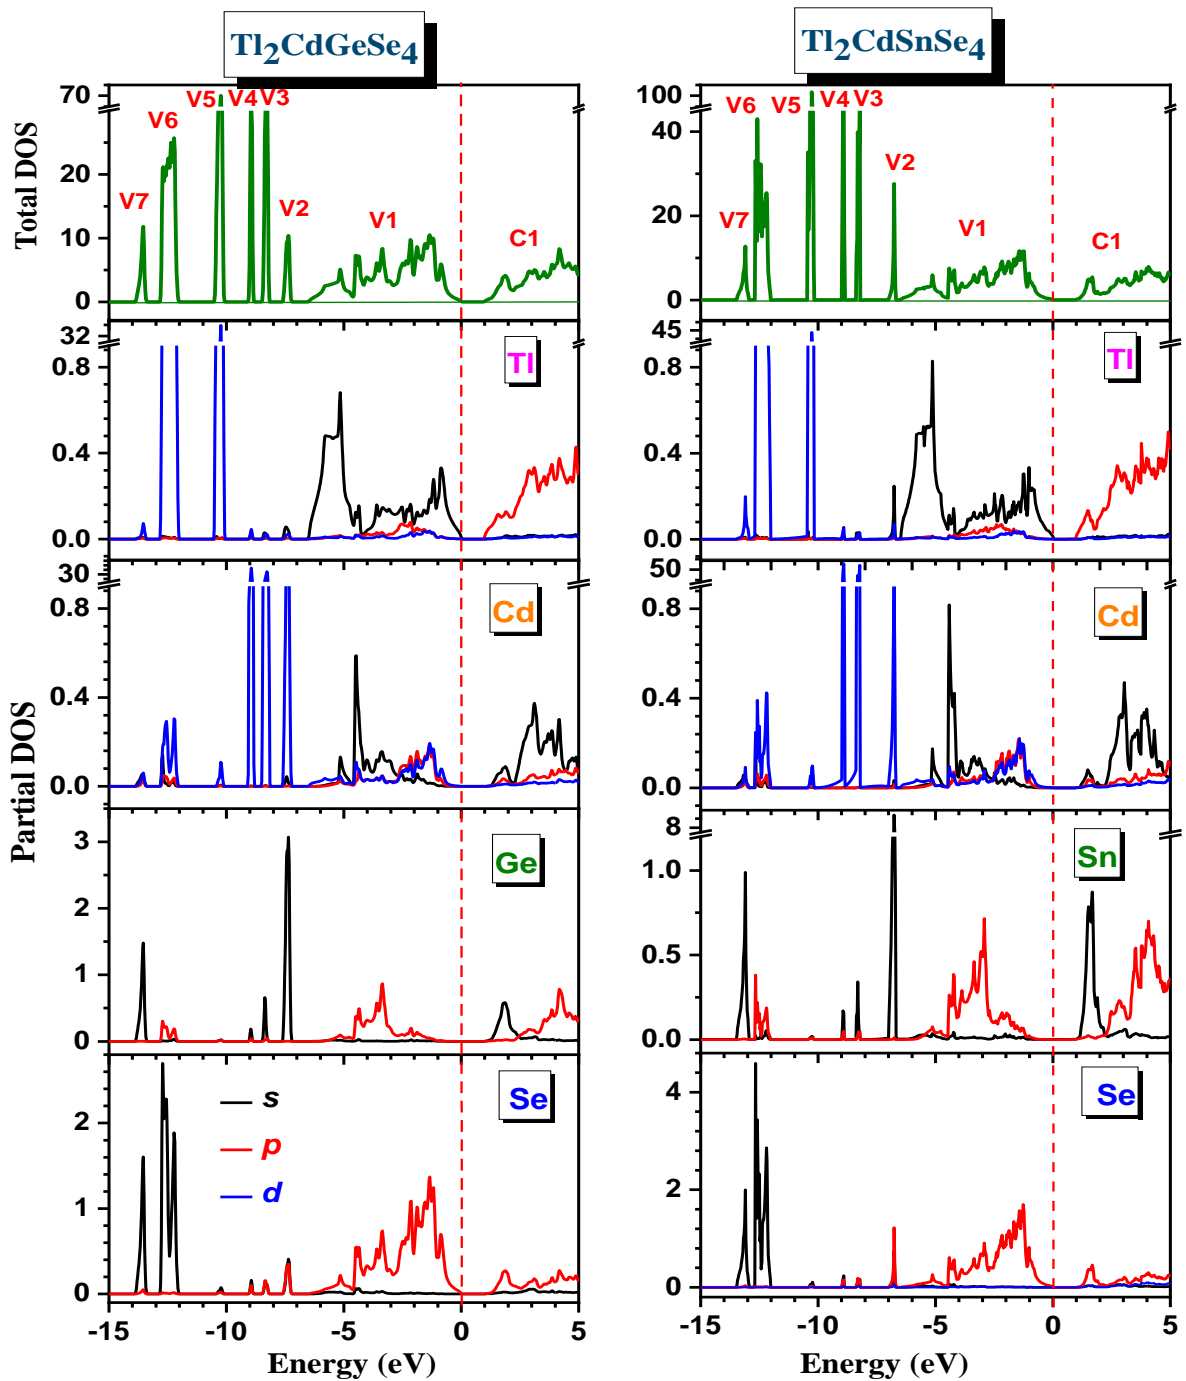 Tl2CdGeSe4
Tl2CdSnSe4
Total DOS
70
20
10
0
V7
V6
V5
V4
V3
V2
V1
C1
100
40
20
0
V7
V6
V5
V4
V3
V2
V1
C1
32
0.8
0.4
0.0
Tl
45
0.8
0.4
0.0
Tl
Partial DOS
30
0.8
0.4
0.0
Cd
50
0.8
0.4
0.0
Cd
3
2
1
0
Ge
8
1.0
0.5
0.0
Sn
2
1
0
s
p
d
Se
4
2
0
Se
-15 -10 -5 0 5
Energy (eV)
-15 -10 -5 0 5
Energy (eV)